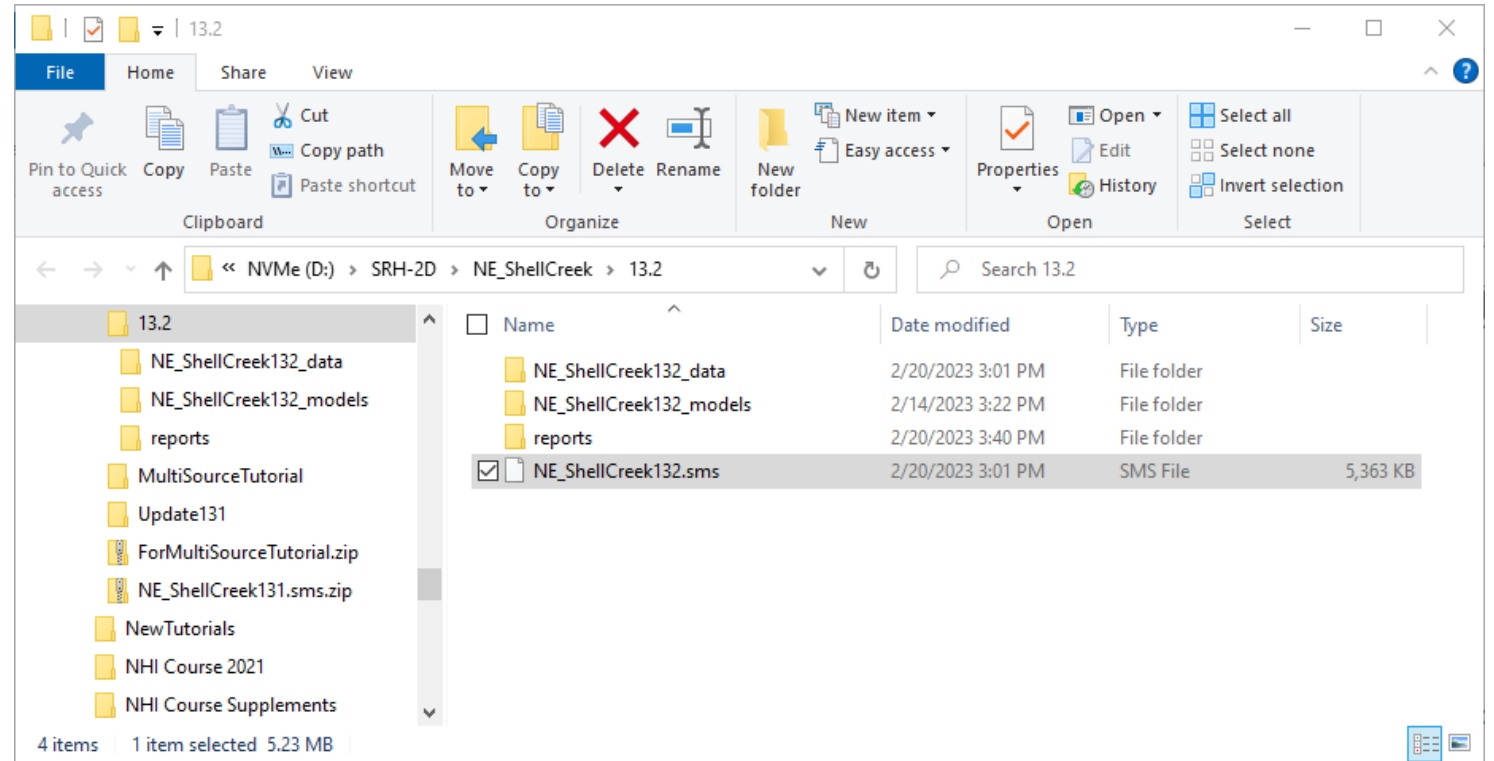 13.2
File Home Share View
Pin to Quick access
Copy
Paste
Cut
Copy path
Paste shortcut
Clipboard
Move to
Copy to
Delete
Rename
Organize
New folder
New item
Easy access
New
Properties
Open
Edit
History
Open
Select all
Select none
Invert selection
Select
« NVMe (D:) > SRH-2D > NE_ShellCreek > 13.2
Search 13.2
13.2
NE_ShellCreek132_data
NE_ShellCreek132_models
reports
MultiSourceTutorial
Update131
ForMultiSourceTutorial.zip
NE_ShellCreek131.sms.zip
NewTutorials
NHI Course 2021
NHI Course Supplements
Name Date modified Type Size
NE_ShellCreek132_data 2/20/2023 3:01 PM File folder
NE_ShellCreek132_models 2/14/2023 3:22 PM File folder
reports 2/20/2023 3:40 PM File folder
NE_ShellCreek132.sms 2/20/2023 3:01 PM SMS File 5,363 KB
4 items 1 item selected 5.23 MB